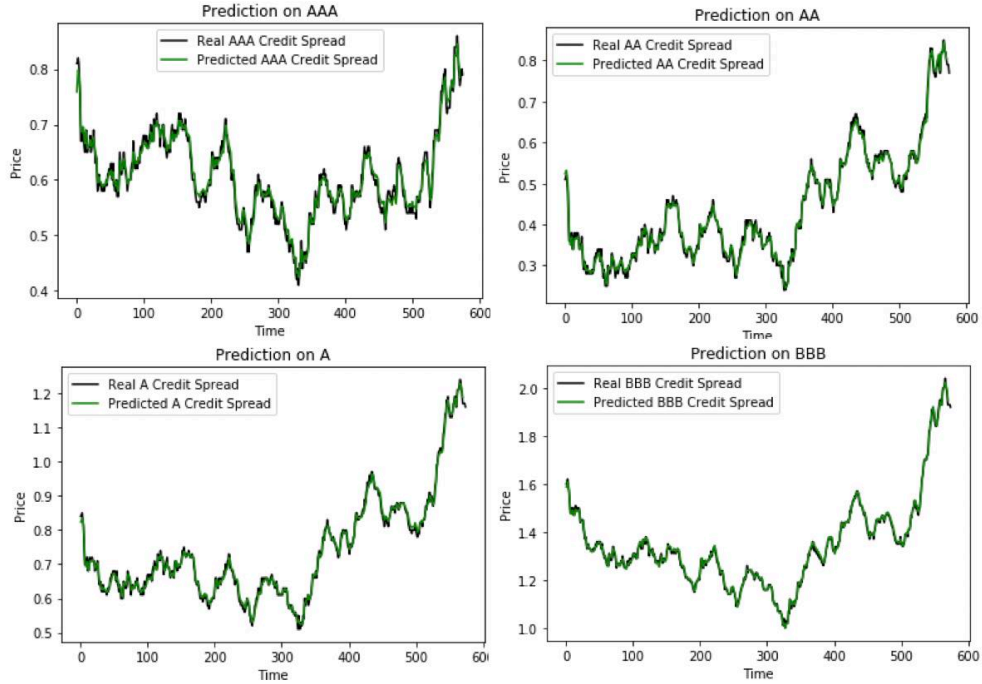 Prediction on AAA
Real AAA Credit Spread
Predicted AAA Credit Spread
Price
0.8
0.7
0.6
0.5
0.4
0 100 200 300 400 500 600
Time
Prediction on AA
Real AA Credit Spread
Predicted AA Credit Spread
Price
0.8
0.7
0.6
0.5
0.4
0.3
0 100 200 300 400 500 600
Time
Prediction on A
Real A Credit Spread
Predicted A Credit Spread
Price
1.2
1.1
1.0
0.9
0.8
0.7
0.6
0.5
0 100 200 300 400 500
Time
Prediction on BBB
Real BBB Credit Spread
Predicted BBB Credit Spread
Price
2.0
1.8
1.6
1.4
1.2
1.0
0 100 200 300 400 500 600
Time